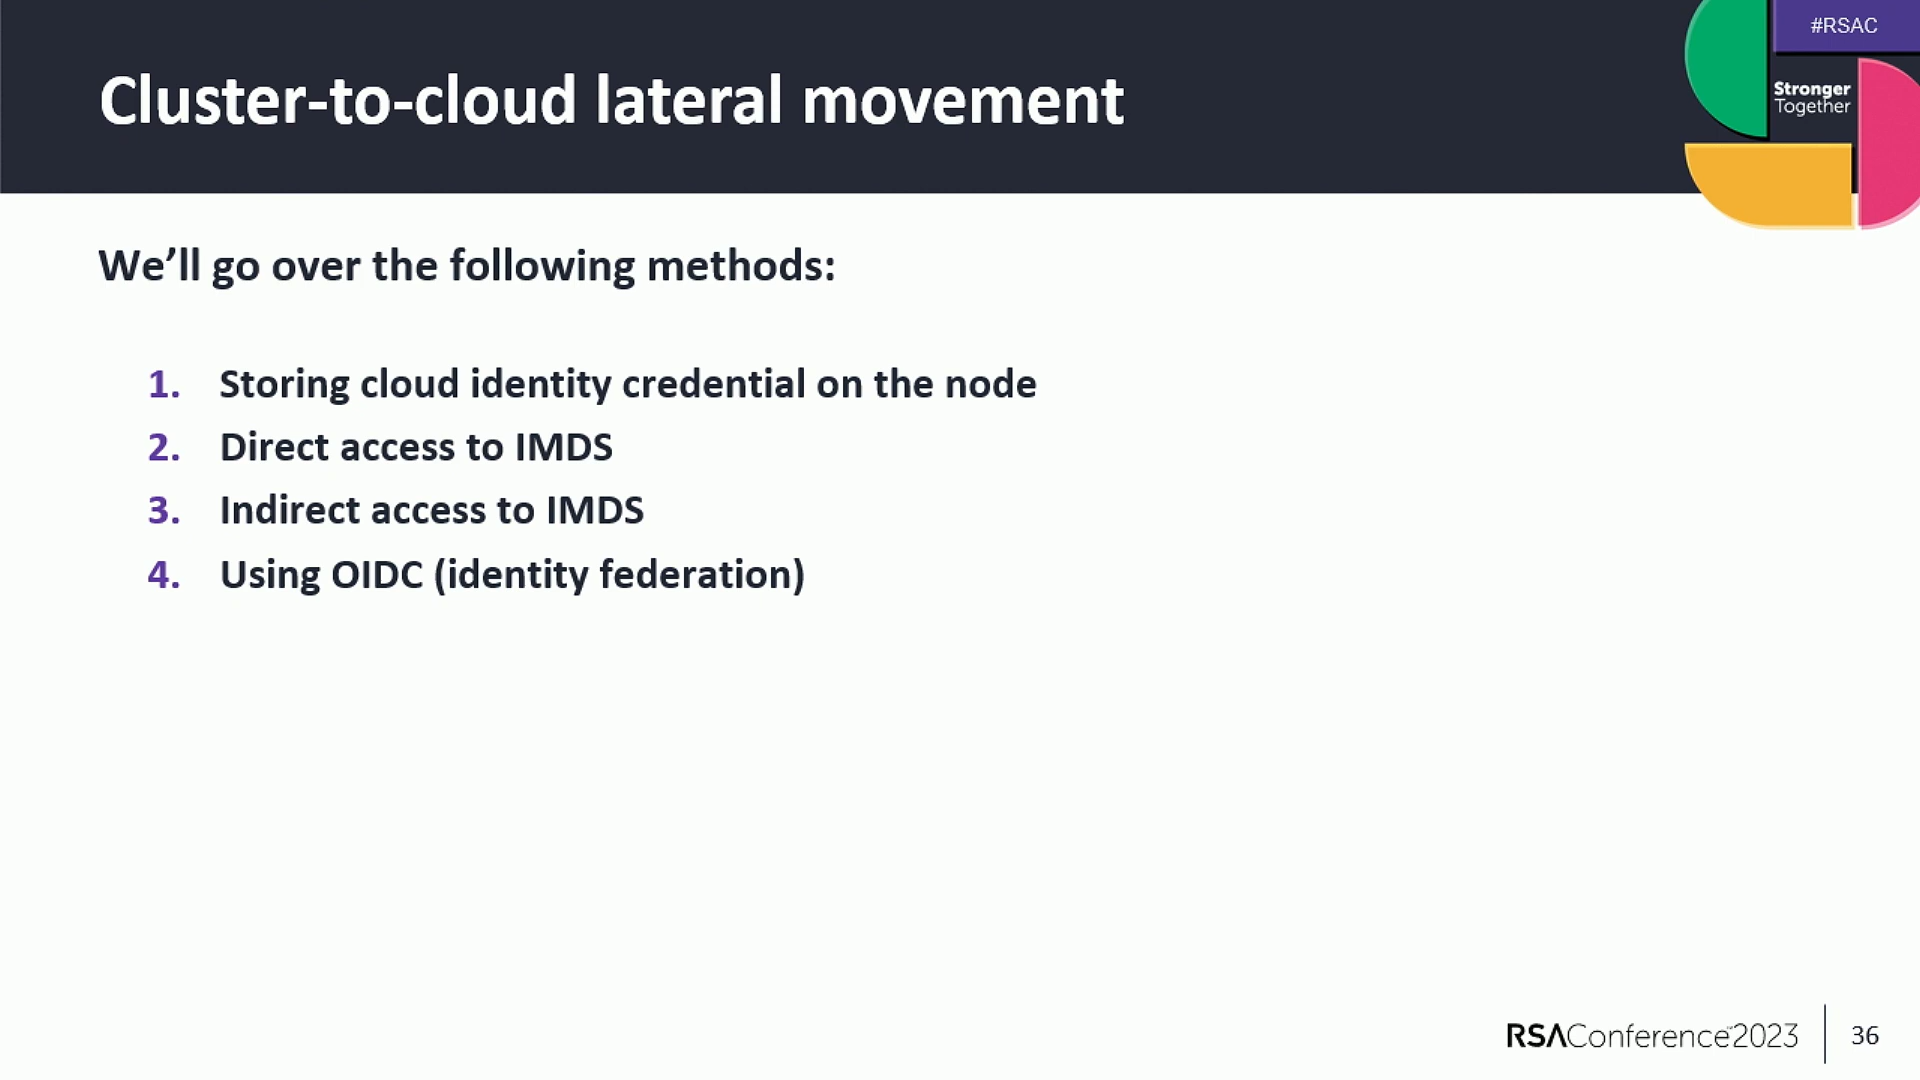 #RSAC
Cluster-to-cloud lateral movement
Stronger
Together
We’ll go over the following methods:
1. Storing cloud identity credential on the node
2. Direct access to IMDS
3. Indirect access to IMDS
4. Using OIDC (identity federation)
RSAConference™2023
36